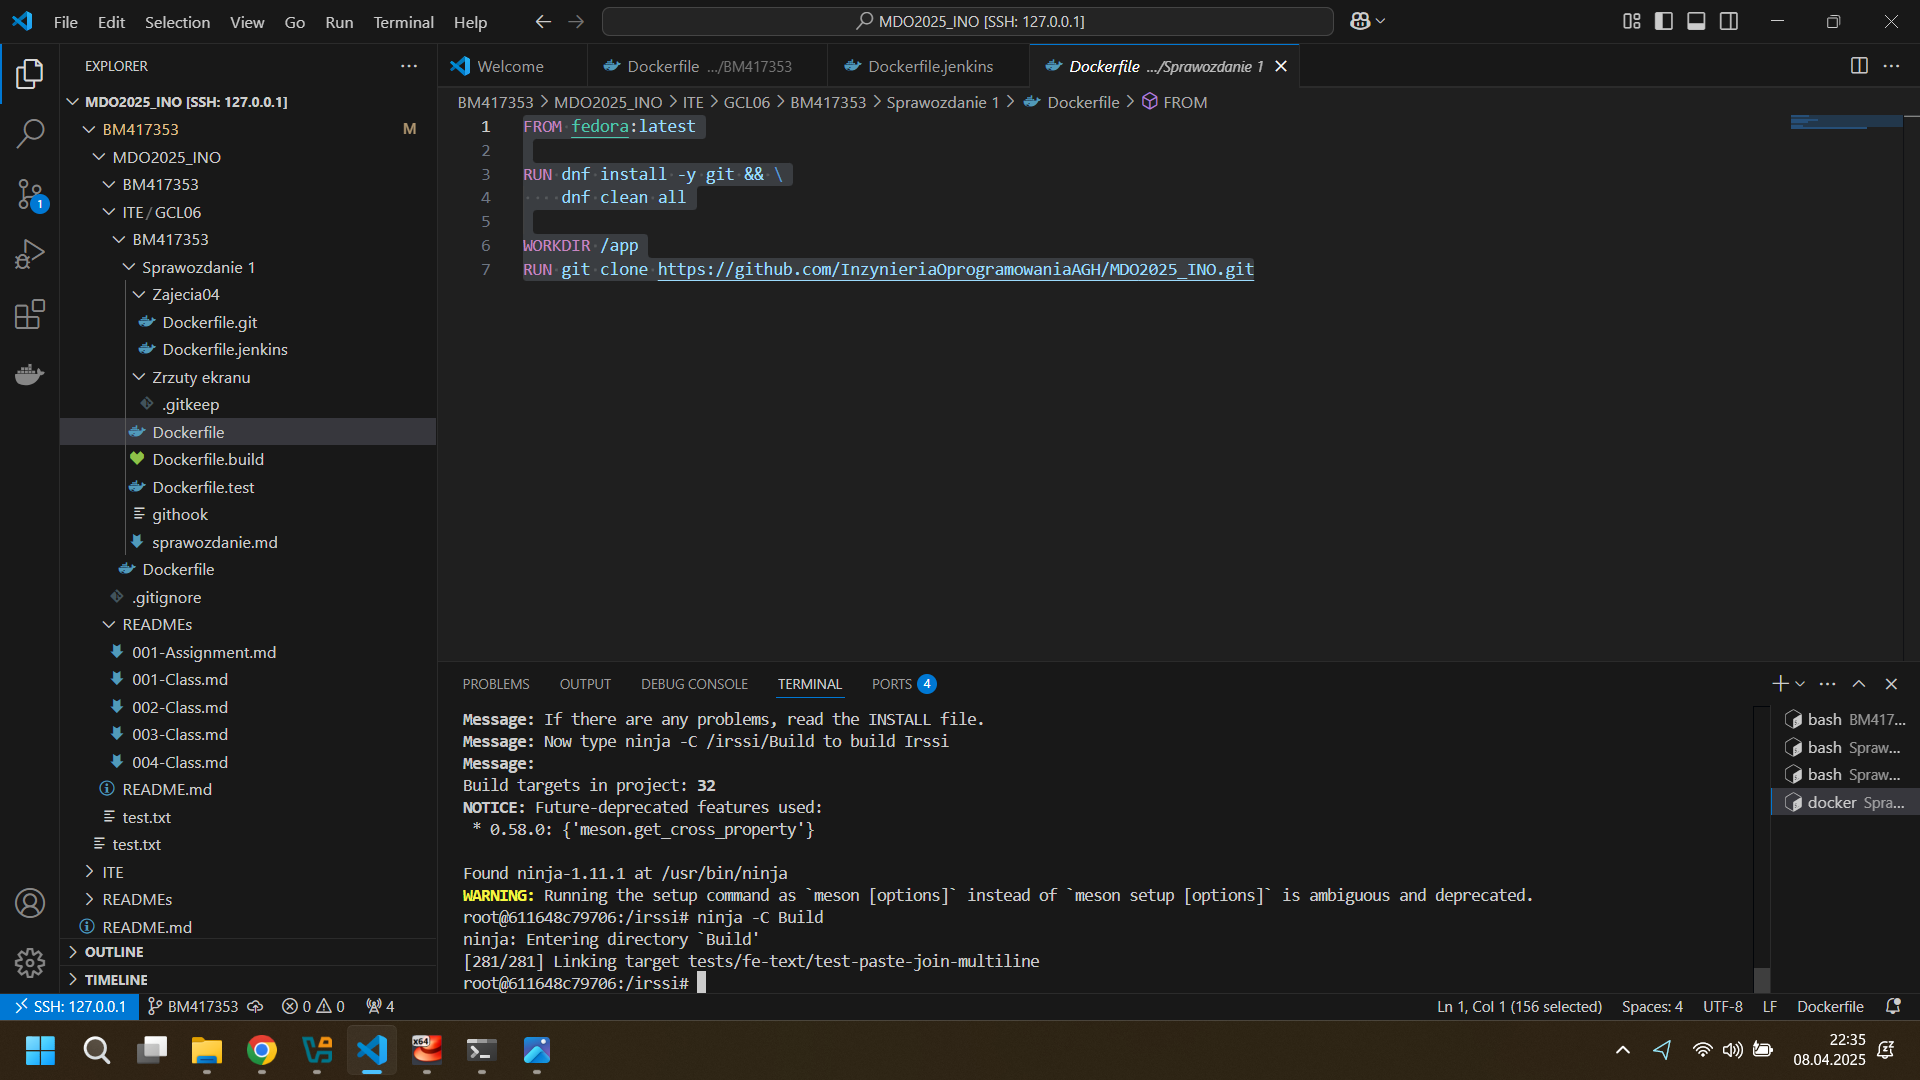 File Edit Selection View Go Run Terminal Help
MDO2025_INO [SSH: 127.0.0.1]
EXPLORER
MDO2025_INO [SSH: 127.0.0.1]
BM417353 M
MDO2025_INO
BM417353
ITE / GCL06
BM417353
Sprawozdanie 1
Zajecia04
Dockerfile.git
Dockerfile.jenkins
Zrzuty ekranu
.gitkeep
Dockerfile
Dockerfile.build
Dockerfile.test
githook
sprawozdanie.md
Dockerfile
.gitignore
READMEs
001-Assignment.md
001-Class.md
002-Class.md
003-Class.md
004-Class.md
README.md
test.txt
test.txt
ITE
READMEs
README.md
OUTLINE
TIMELINE
1
Welcome
Dockerfile .../BM417353
Dockerfile.jenkins
Dockerfile .../Sprawozdanie 1
BM417353 > MDO2025_INO > ITE > GCL06 > BM417353 > Sprawozdanie 1 > Dockerfile > FROM
1 FROM fedora:latest
2
3 RUN dnf install -y git && \
4 dnf clean all
5
6 WORKDIR /app
7 RUN git clone https://github.com/InzynieriaOprogramowaniaAGH/MDO2025_INO.git
PROBLEMS OUTPUT DEBUG CONSOLE TERMINAL PORTS 4
Message: If there are any problems, read the INSTALL file.
Message: Now type ninja -C /irssi/Build to build Irssi
Message:
Build targets in project: 32
NOTICE: Future-deprecated features used:
* 0.58.0: {'meson.get_cross_property'}
Found ninja-1.11.1 at /usr/bin/ninja
WARNING: Running the setup command as `meson [options]` instead of `meson setup [options]` is ambiguous and deprecated.
root@611648c79706:/irssi# ninja -C Build
ninja: Entering directory `Build'
[281/281] Linking target tests/fe-text/test-paste-join-multiline
root@611648c79706:/irssi#
bash BM417...
bash Spraw...
bash Spraw...
docker Spra...
SSH: 127.0.0.1 BM417353 0 0 4
Ln 1, Col 1 (156 selected) Spaces: 4 UTF-8 LF Dockerfile
x64
22:35
08.04.2025